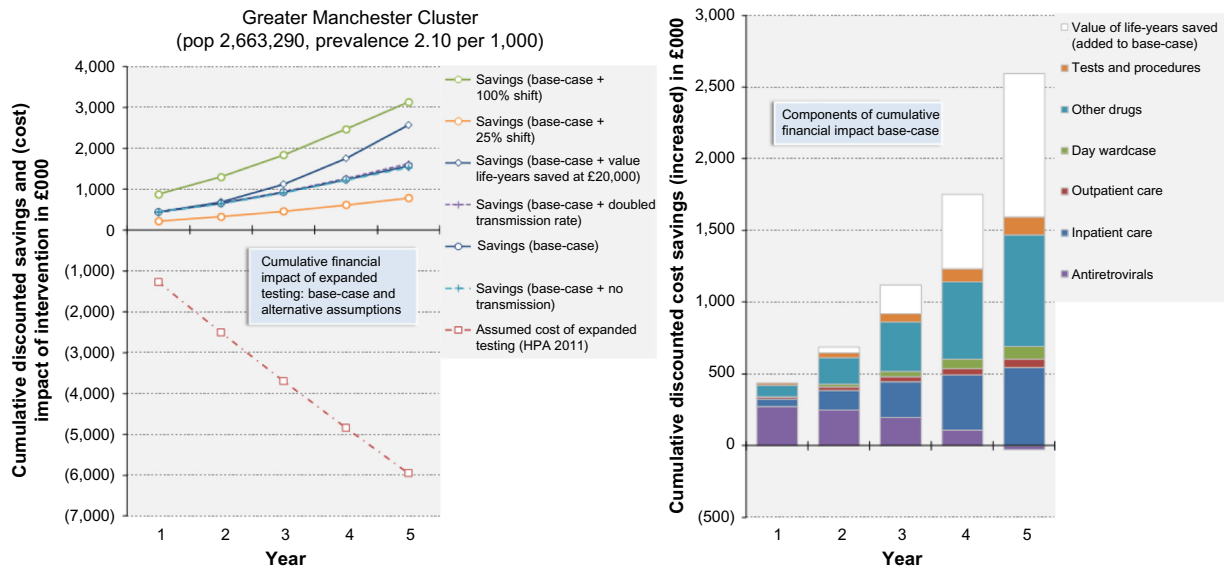 Greater Manchester Cluster
(pop 2,663,290, prevalence 2.10 per 1,000)
Cumulative discounted savings and (cost)
impact of intervention in £000
4,000
3,000
2,000
1,000
0
(1,000)
(2,000)
(3,000)
(4,000)
(5,000)
(6,000)
(7,000)
Cumulative financial
impact of expanded
testing: base-case and
alternative assumptions
1
2
3
4
5
Year
Savings (base-case +
100% shift)
Savings (base-case +
25% shift)
Savings (base-case + value
life-years saved at £20,000)
Savings (base-case + doubled
transmission rate)
Savings (base-case)
Savings (base-case + no
transmission)
Assumed cost of expanded
testing (HPA 2011)
Cumulative discounted cost savings (increased) in £000
3,000
2,500
2,000
1,500
1,000
500
0
(500)
Components of cumulative
financial impact base-case
1
2
3
4
5
Year
Value of life-years saved
(added to base-case)
Tests and procedures
Other drugs
Day wardcase
Outpatient care
Inpatient care
Antiretrovirals